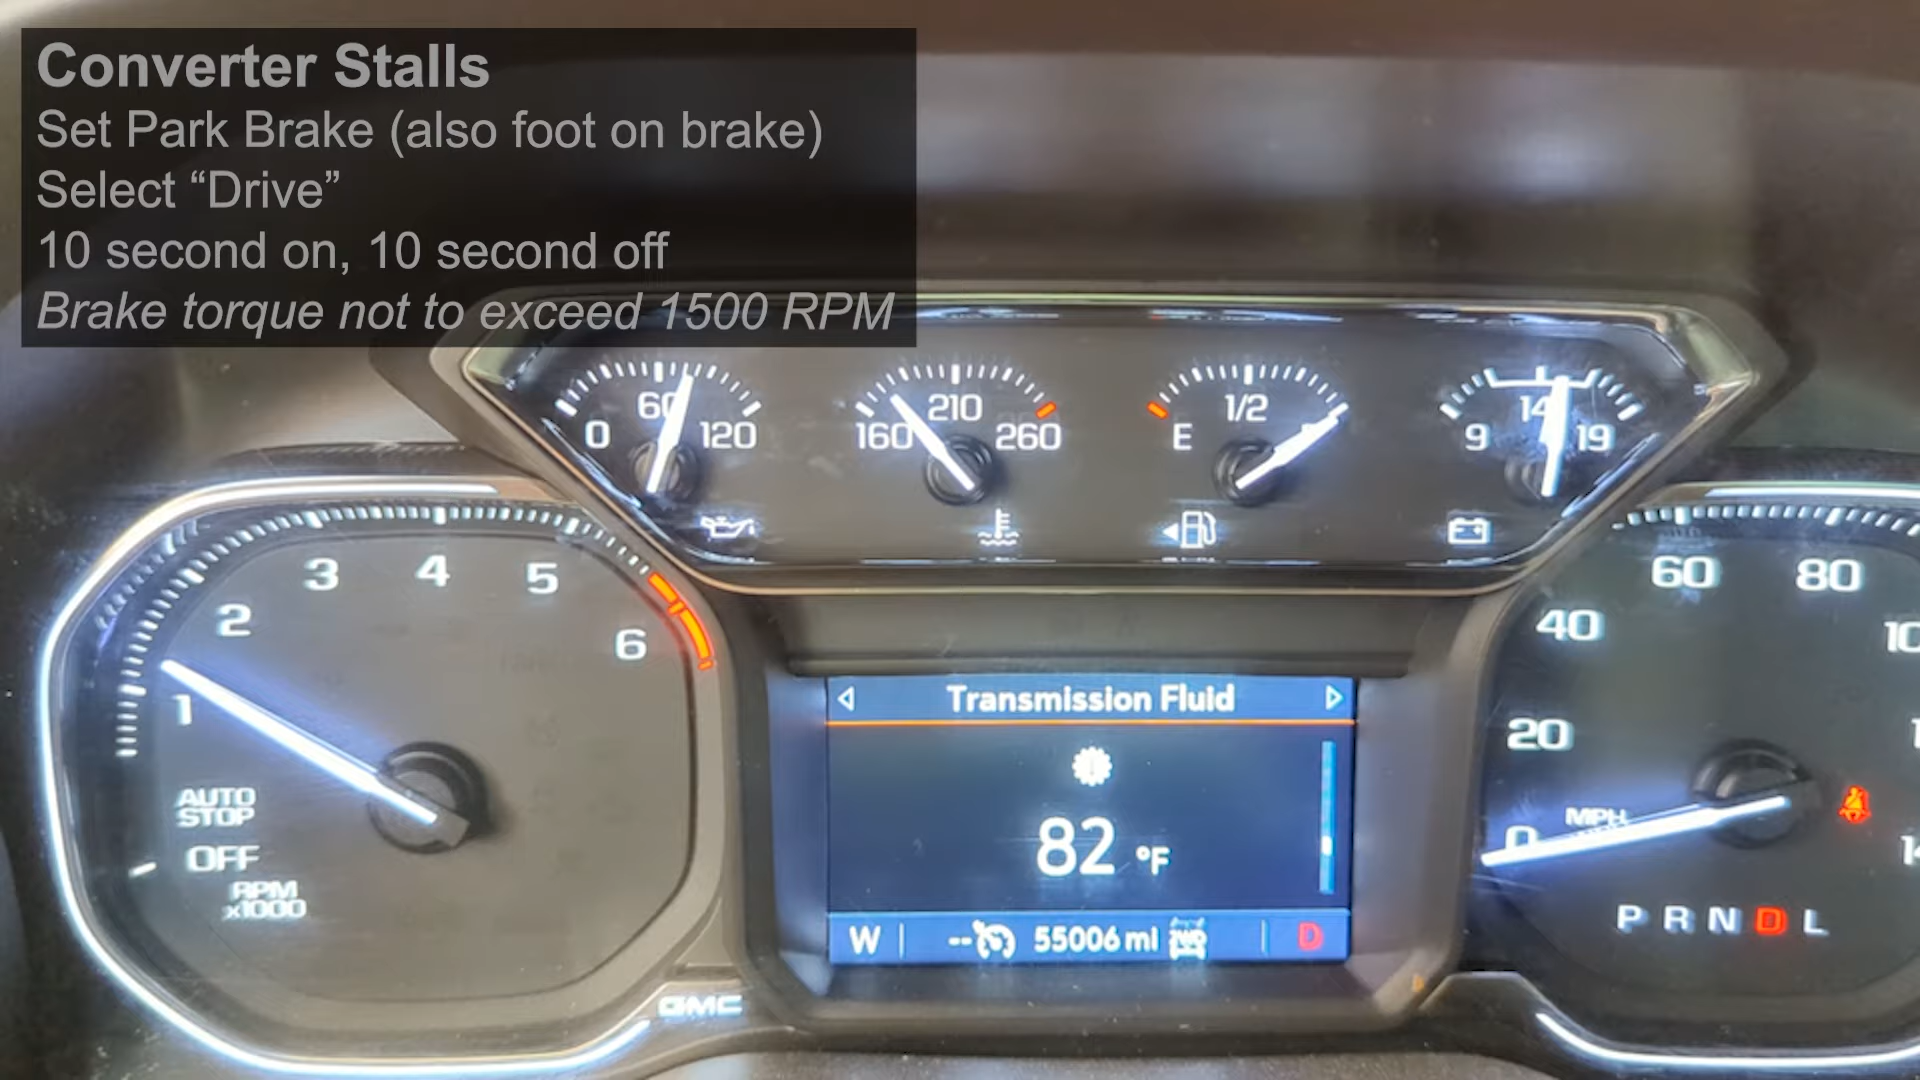 Converter Stalls
Set Park Brake (also foot on brake)
Select “Drive”
10 second on, 10 second off
Brake torque not to exceed 1500 RPM
0 60 120
160 210 260
E 1/2
9 14 19
1 2 3 4 5 6
AUTO
STOP
OFF
RPM
x1000
GMC
Transmission Fluid
82 °F
W -- 55006 mi 2WD D
0 20 40 60 80
MPH
P R N D L